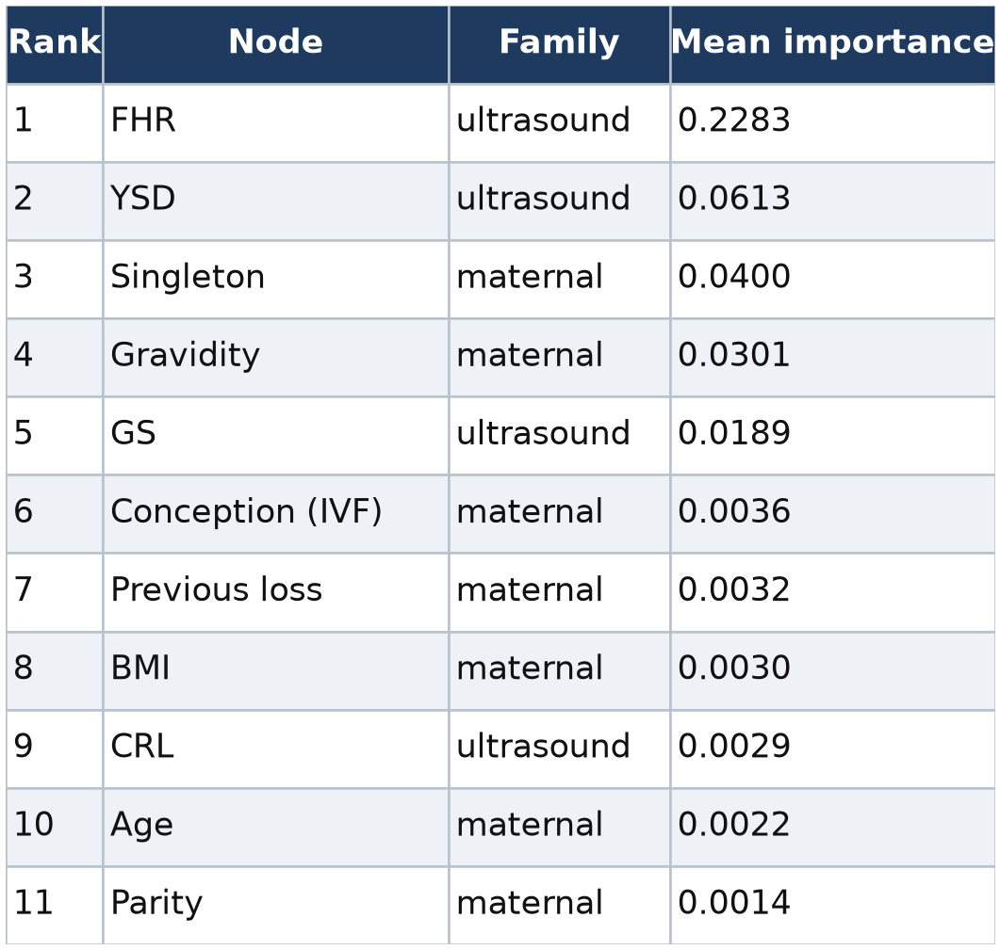 Rank Node Family Mean importance
1 FHR ultrasound 0.2283
2 YSD ultrasound 0.0613
3 Singleton maternal 0.0400
4 Gravidity maternal 0.0301
5 GS ultrasound 0.0189
6 Conception (IVF) maternal 0.0036
7 Previous loss maternal 0.0032
8 BMI maternal 0.0030
9 CRL ultrasound 0.0029
10 Age maternal 0.0022
11 Parity maternal 0.0014